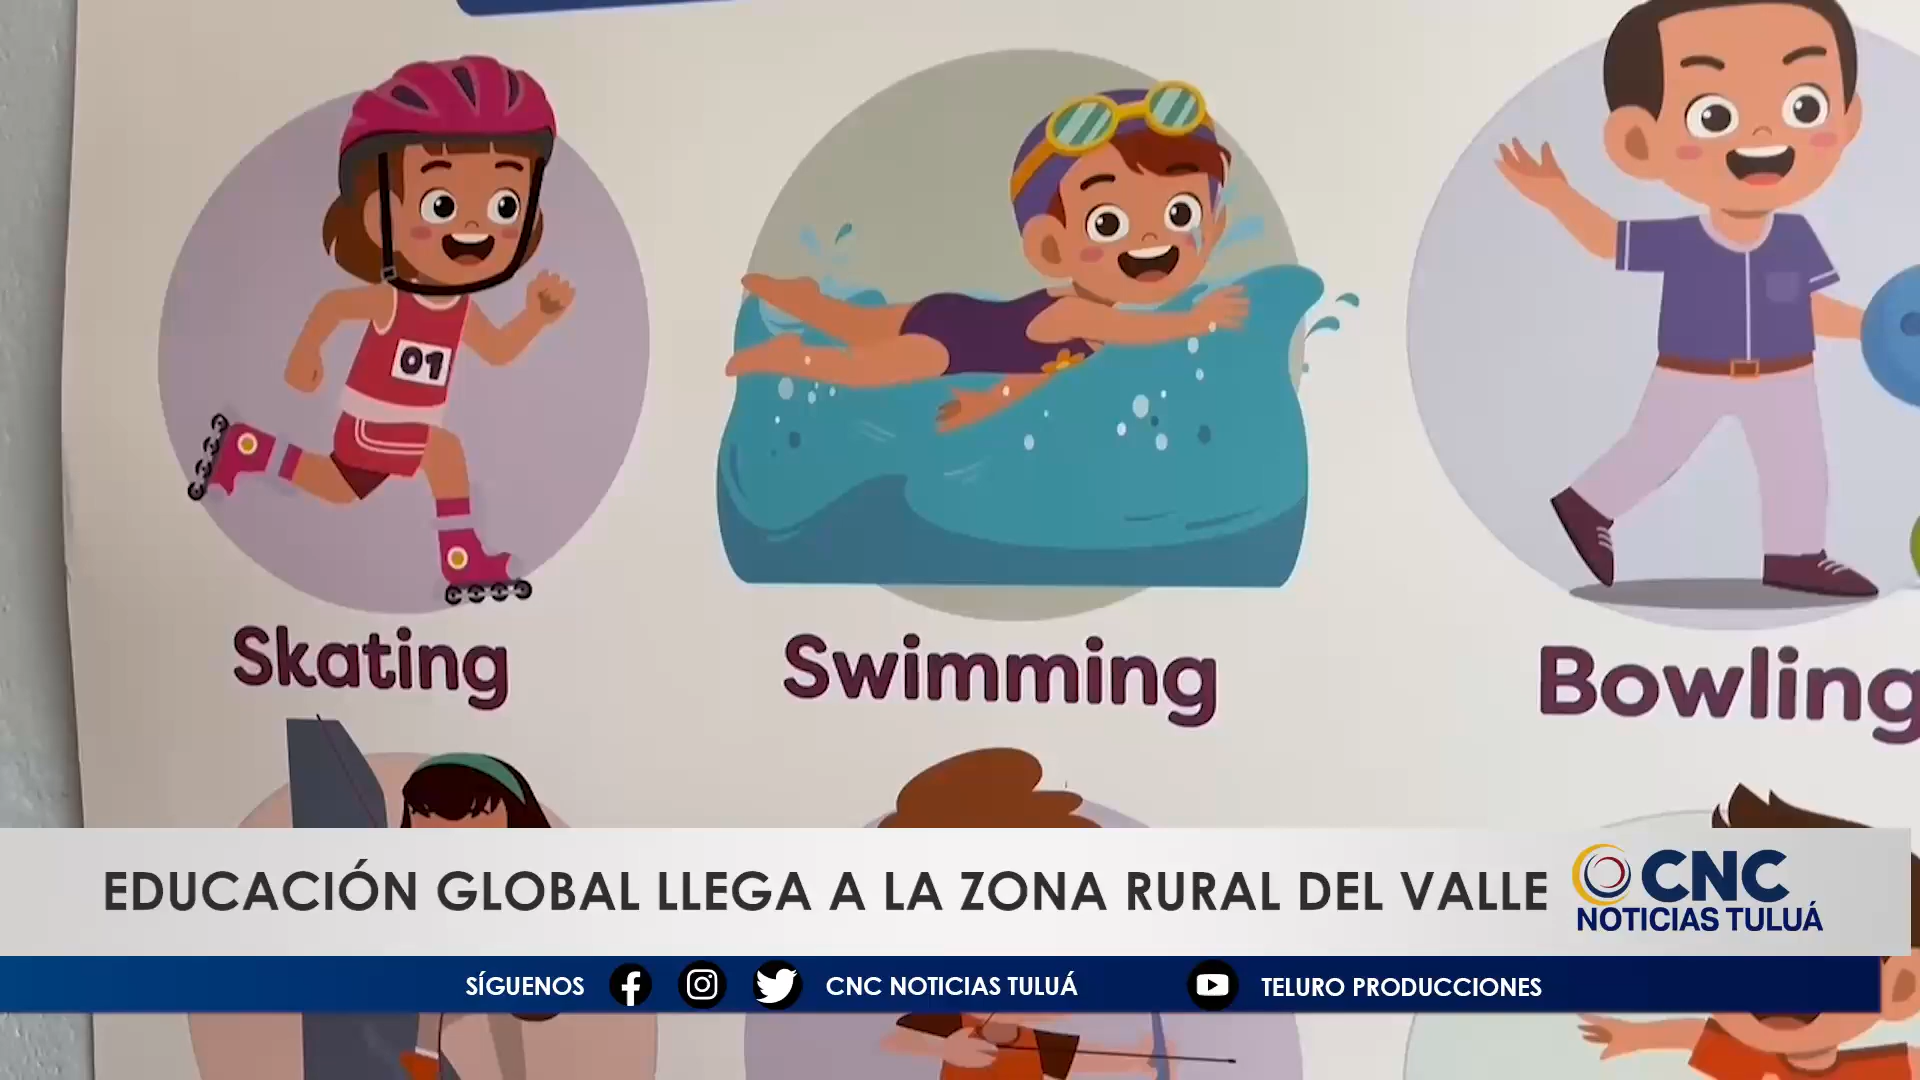 01
Skating
Swimming
Bowling
EDUCACIÓN GLOBAL LLEGA A LA ZONA RURAL DEL VALLE
CNC
NOTICIAS TULUÁ
SÍGUENOS
CNC NOTICIAS TULUÁ
TELURO PRODUCCIONES